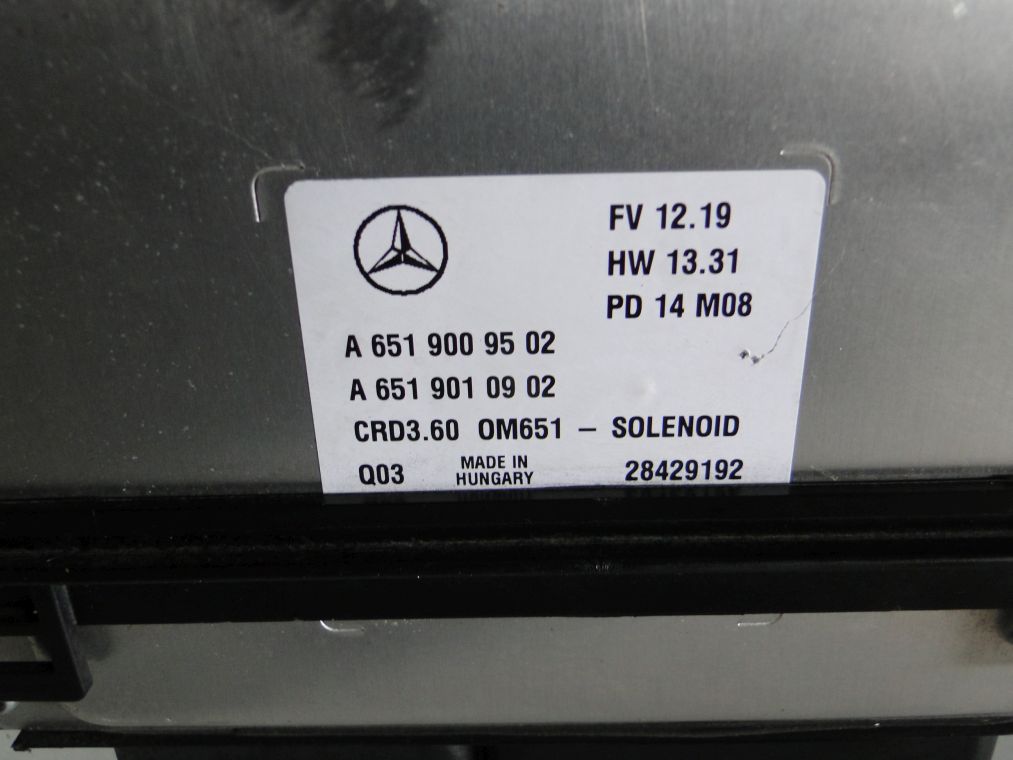 FV 12.19
HW 13.31
PD 14 M08
A 651 900 95 02
A 651 901 09 02
CRD3.60 OM651 – SOLENOID
Q03 MADE IN HUNGARY 28429192